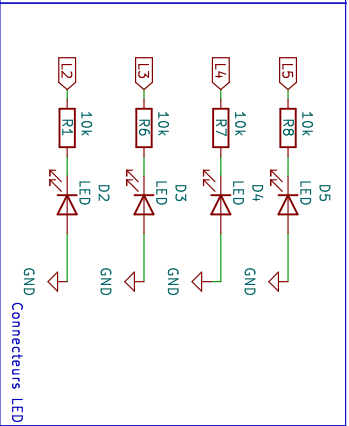 L2
L3
L4
L5
10k
R1
10k
R6
10k
R7
10k
R8
D2
LED
D3
LED
D4
LED
D5
LED
GND
GND
GND
GND
Connecteurs LED